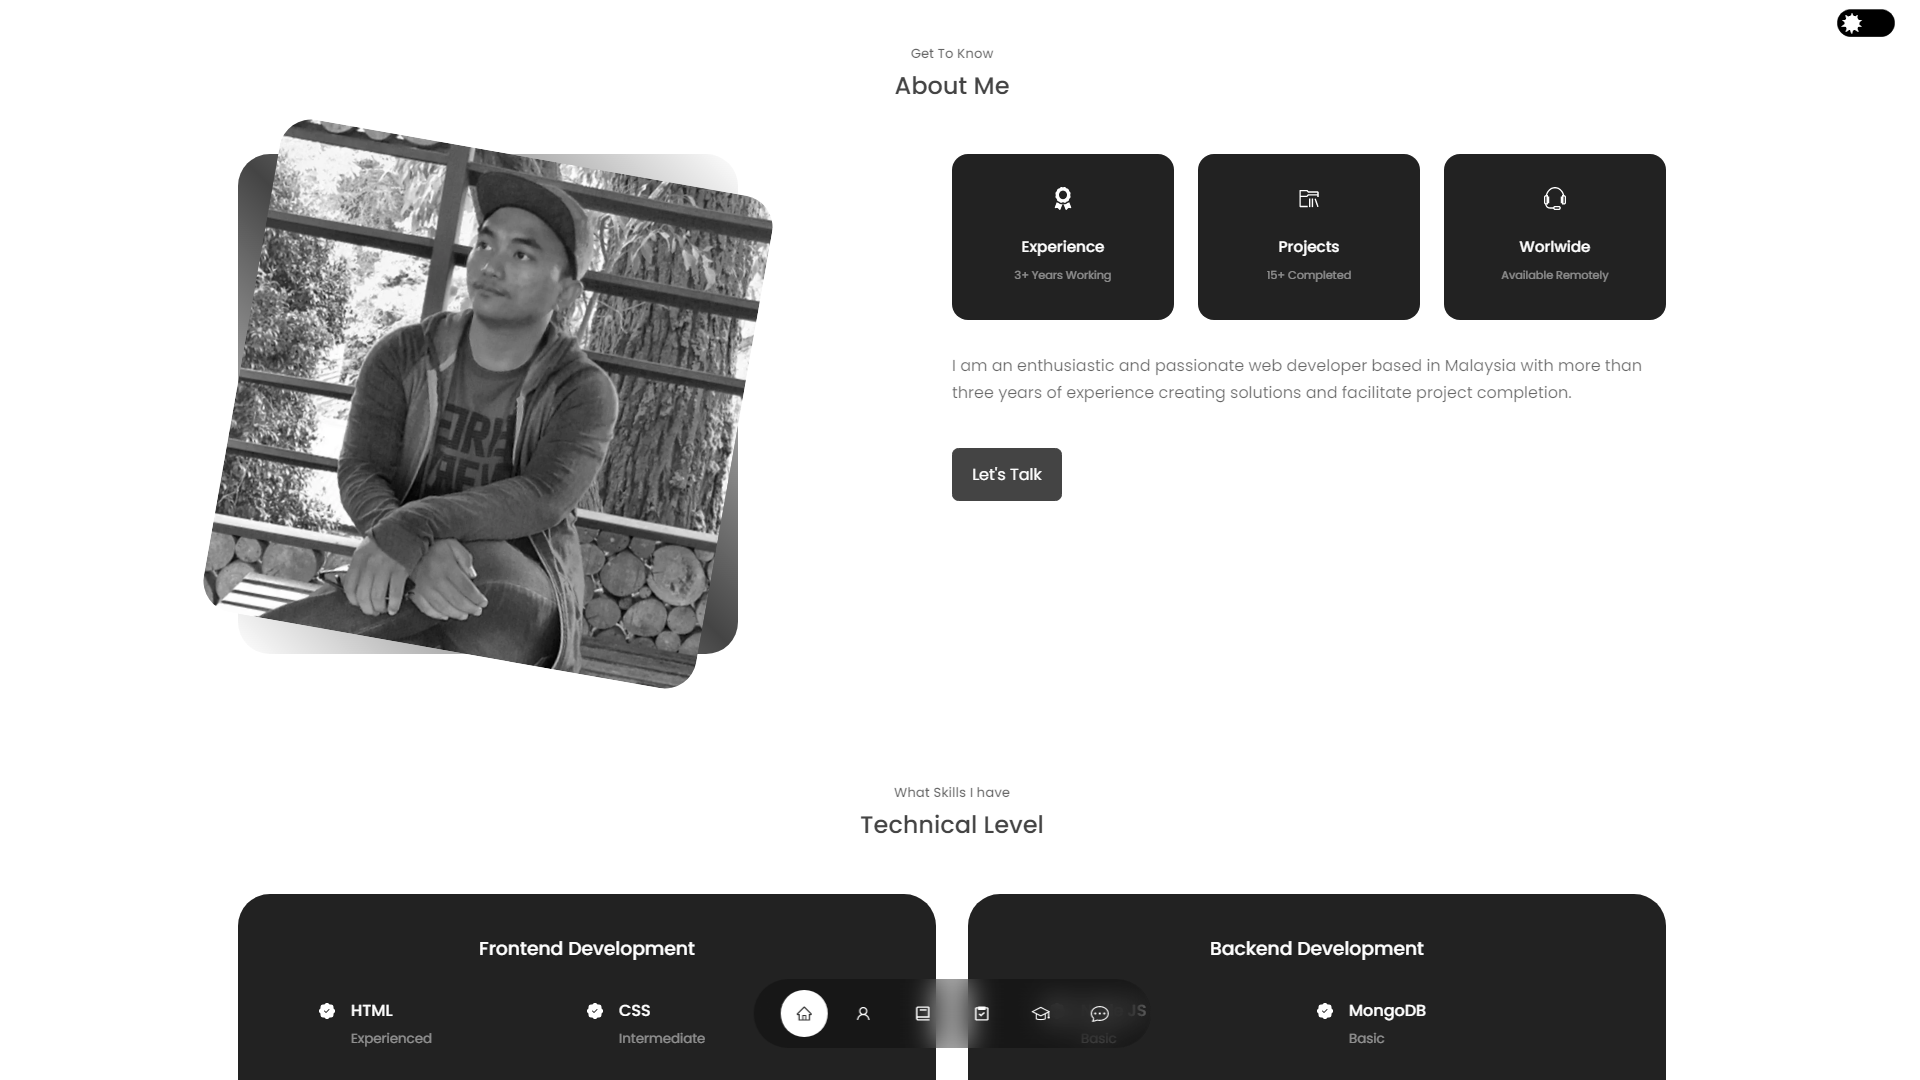 Get To Know
About Me
Experience
3+ Years Working
Projects
15+ Completed
Worlwide
Available Remotely
I am an enthusiastic and passionate web developer based in Malaysia with more than
three years of experience creating solutions and facilitate project completion.
Let's Talk
What Skills I have
Technical Level
Frontend Development
HTML
Experienced
CSS
Intermediate
Backend Development
JS
Basic
MongoDB
Basic